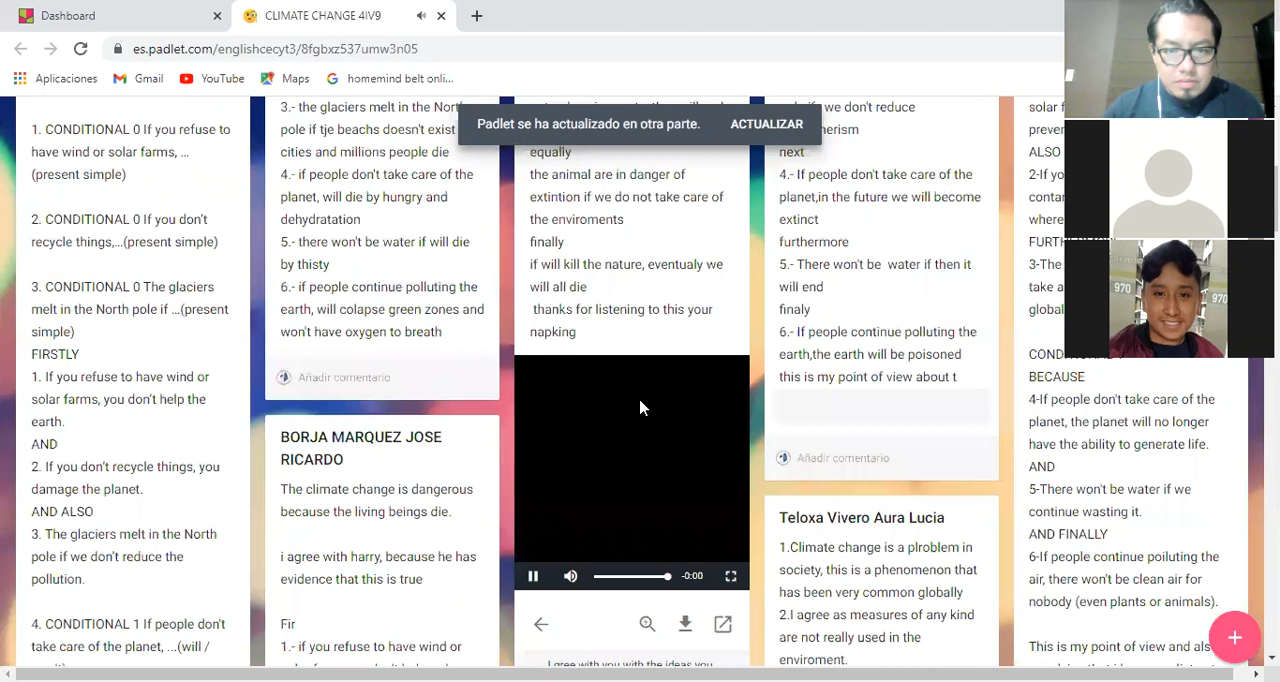 Dashboard
CLIMATE CHANGE 4IV9
es.padlet.com/englishcecyt3/8fgbxz537umw3n05
Aplicaciones
Gmail
YouTube
Maps
homemind belt onli...
Padlet se ha actualizado en otra parte.
ACTUALIZAR
1. CONDITIONAL 0 If you refuse to
have wind or solar farms, ...
(present simple)
2. CONDITIONAL 0 If you don't
recycle things,...(present simple)
3. CONDITIONAL 0 The glaciers
melt in the North pole if ...(present
simple)
FIRSTLY
1. If you refuse to have wind or
solar farms, you don't help the
earth.
AND
2. If you don't recycle things, you
damage the planet.
AND ALSO
3. The glaciers melt in the North
pole if we don't reduce the
pollution.
4. CONDITIONAL 1 If people don't
take care of the planet, ...(will /
3.- the glaciers melt in the North
pole if tje beachs doesn't exist
cities and millions people die
4.- if people don't take care of the
planet, will die by hungry and
dehydratation
5.- there won't be water if will die
by thisty
6.- if people continue polluting the
earth, will colapse green zones and
won't have oxygen to breath
Añadir comentario
BORJA MARQUEZ JOSE
RICARDO
The climate change is dangerous
because the living beings die.
i agree with harry, because he has
evidence that this is true
Fir
1.- if you refuse to have wind or
equally
the animal are in danger of
extintion if we do not take care of
the enviroments
finally
if will kill the nature, eventualy we
will all die
thanks for listening to this your
napking
-0:00
I gree with you with the ideas you
we don't reduce
next
4.- If people don't take care of the
planet,in the future we will become
extinct
furthermore
5.- There won't be water if then it
will end
finaly
6.- If people continue polluting the
earth,the earth will be poisoned
this is my point of view about t
Añadir comentario
Teloxa Vivero Aura Lucia
1.Climate change is a plroblem in
society, this is a phenomenon that
has been very common globally
2.I agree as measures of any kind
are not really used in the
enviroment.
solar f
preven
ALSO
2-If yo
contar
where
FURTH
3-The
take a
global
BECAUSE
4-If people don't take care of the
planet, the planet will no longer
have the ability to generate life.
AND
5-There won't be water if we
continue wasting it.
AND FINALLY
6-If people continue poiluting the
air, there won't be clean air for
nobody (even plants or animals).
This is my point of view and als
970
970